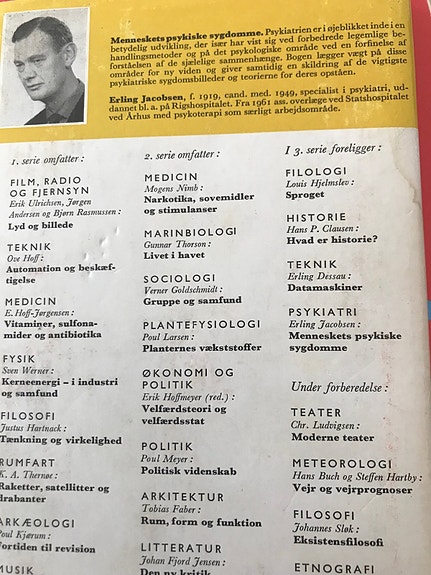 Menneskets psykiske sygdomme. Psykiatrien er i øjeblikket inde i en
betydelig udvikling, der især har vist sig ved forbedrede legemlige be-
handlingsmetoder og på det psykologiske område ved en forfinelse af
forståelsen af de sjælelige sammenhænge. Bogen lægger vægt på disse
områder for ny viden og giver samtidig en skildring af de vigtigste
psykiatriske sygdomsbilleder og teorierne for deres opståen.
Erling Jacobsen, f. 1919, cand. med. 1949, specialist i psykiatri, ud-
dannet bl. a. på Rigshospitalet. Fra 1961 ass. overlæge ved Statshospitalet
ved Århus med psykoterapi som særligt arbejdsområde.
1. serie omfatter:
FILM, RADIO
OG FJERNSYN
Erik Ulrichsen, Jørgen
Andersen og Bjørn Rasmussen:
Lyd og billede
TEKNIK
Ove Hoff:
Automation og beskæf-
tigelse
MEDICIN
E. Hoff-Jørgensen:
Vitaminer, sulfona-
mider og antibiotika
FYSIK
Sven Werner:
Kerneenergi – i industri
og samfund
FILOSOFI
Justus Hartnack:
Tænkning og virkelighed
RUMFART
K. A. Thernøe:
Raketter, satellitter og
drabanter
ARKÆOLOGI
Poul Kjærum:
Fortiden til revision
MUSIK
2. serie omfatter:
MEDICIN
Mogens Nimb:
Narkotika, sovemidler
og stimulanser
MARINBIOLOGI
Gunnar Thorson:
Livet i havet
SOCIOLOGI
Verner Goldschmidt:
Gruppe og samfund
PLANTEFYSIOLOGI
Poul Larsen:
Planternes vækststoffer
ØKONOMI OG
POLITIK
Erik Hoffmeyer (red.):
Velfærdsteori og
velfærdsstat
POLITIK
Poul Meyer:
Politisk videnskab
ARKITEKTUR
Tobias Faber:
Rum, form og funktion
LITTERATUR
Johan Fjord Jensen:
Den ny kritik
I 3. serie foreligger:
FILOLOGI
Louis Hjelmslev:
Sproget
HISTORIE
Hans P. Clausen:
Hvad er historie?
TEKNIK
Erling Dessau:
Datamaskiner
PSYKIATRI
Erling Jacobsen:
Menneskets psykiske
sygdomme
Under forberedelse:
TEATER
Chr. Ludvigsen:
Moderne teater
METEOROLOGI
Hans Buch og Steffen Hartby:
Vejr og vejrprognoser
FILOSOFI
Johannes Sløk:
Eksistensfilosofi
ETNOGRAFI